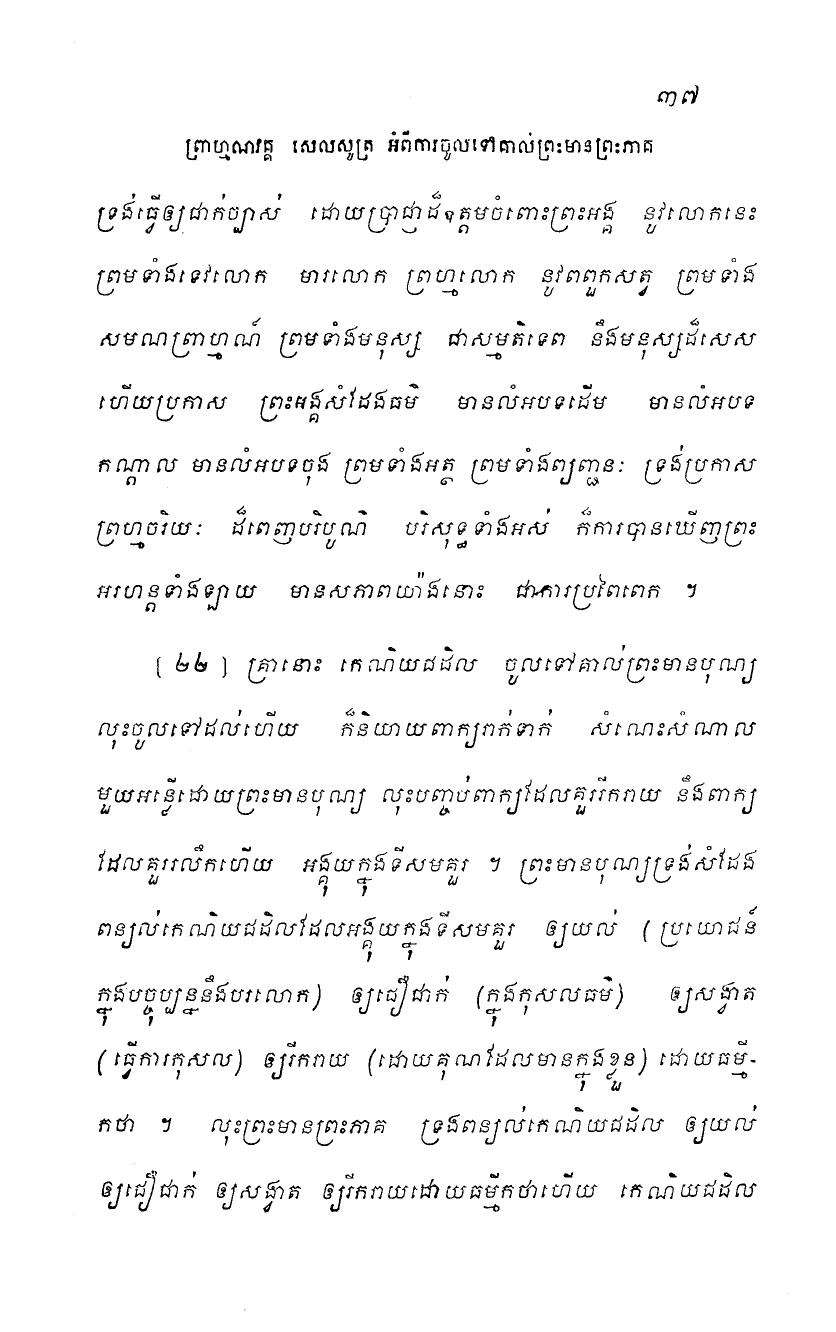 ៣៧
ព្រាហ្មណវគ្គ សេលសូត្រ អំពីការចូលទៅគាល់ព្រះមានព្រះភាគ
ទ្រង់ធ្វើឲ្យជាក់ច្បាស់ ដោយប្រាជ្ញាដ៏ឧត្តមចំពោះព្រះអង្គ នូវលោកនេះ
ព្រមទាំងទេវលោក មារលោក ព្រហ្មលោក នូវពពួកសត្វ ព្រមទាំង
សមណព្រាហ្មណ៍ ព្រមទាំងមនុស្ស ជាសម្មតិទេព នឹងមនុស្សដ៏សេស
ហើយប្រកាស ព្រះអង្គសំដែងធម៌ មានលំអបទដើម មានលំអបទ
កណ្តាល មានលំអបទចុង ព្រមទាំងអត្ថ ព្រមទាំងព្យញ្ជនៈ ទ្រង់ប្រកាស
ព្រហ្មចរិយៈ ដ៏ពេញបរិបូណ៌ បរិសុទ្ធទាំងអស់ ក៏ការបានឃើញព្រះ
អរហន្តទាំងឡាយ មានសភាពយ៉ាងនោះ ជាការប្រពៃពេក ។
[ ២២ ] គ្រានោះ កេណិយជដិល ចូលទៅគាល់ព្រះមានបុណ្យ
លុះចូលទៅដល់ហើយ ក៏និយាយពាក្យរាក់ទាក់ សំណេះសំណាល
មួយអន្លើដោយព្រះមានបុណ្យ លុះបញ្ចប់ពាក្យដែលគួររីករាយ នឹងពាក្យ
ដែលគួររលឹកហើយ អង្គុយក្នុងទីសមគួរ ។ ព្រះមានបុណ្យទ្រង់សំដែង
ពន្យល់កេណិយជដិលដែលអង្គុយក្នុងទីសមគួរ ឲ្យយល់ (ប្រយោជន៍
ក្នុងបច្ចុប្បន្ននឹងបរលោក) ឲ្យជឿជាក់ (ក្នុងកុសលធម៌) ឲ្យសង្វាត
(ធ្វើការកុសល) ឲ្យរីករាយ (ដោយគុណដែលមានក្នុងខ្លួន) ដោយធម្មី-
កថា ។ លុះព្រះមានព្រះភាគ ទ្រងពន្យល់កេណិយជដិល ឲ្យយល់
ឲ្យជឿជាក់ ឲ្យសង្វាត ឲ្យរីករាយដោយធម្មីកថាហើយ កេណិយជដិល